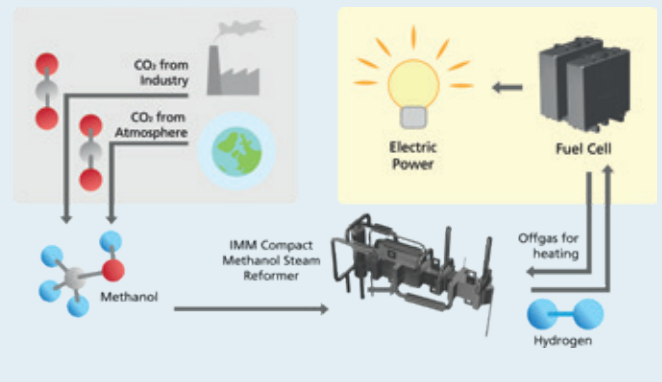 CO₂ from
Industry
CO₂ from
Atmosphere
Electric
Power
Fuel Cell
IMM Compact
Methanol Steam
Reformer
Offgas for
heating
Methanol
Hydrogen